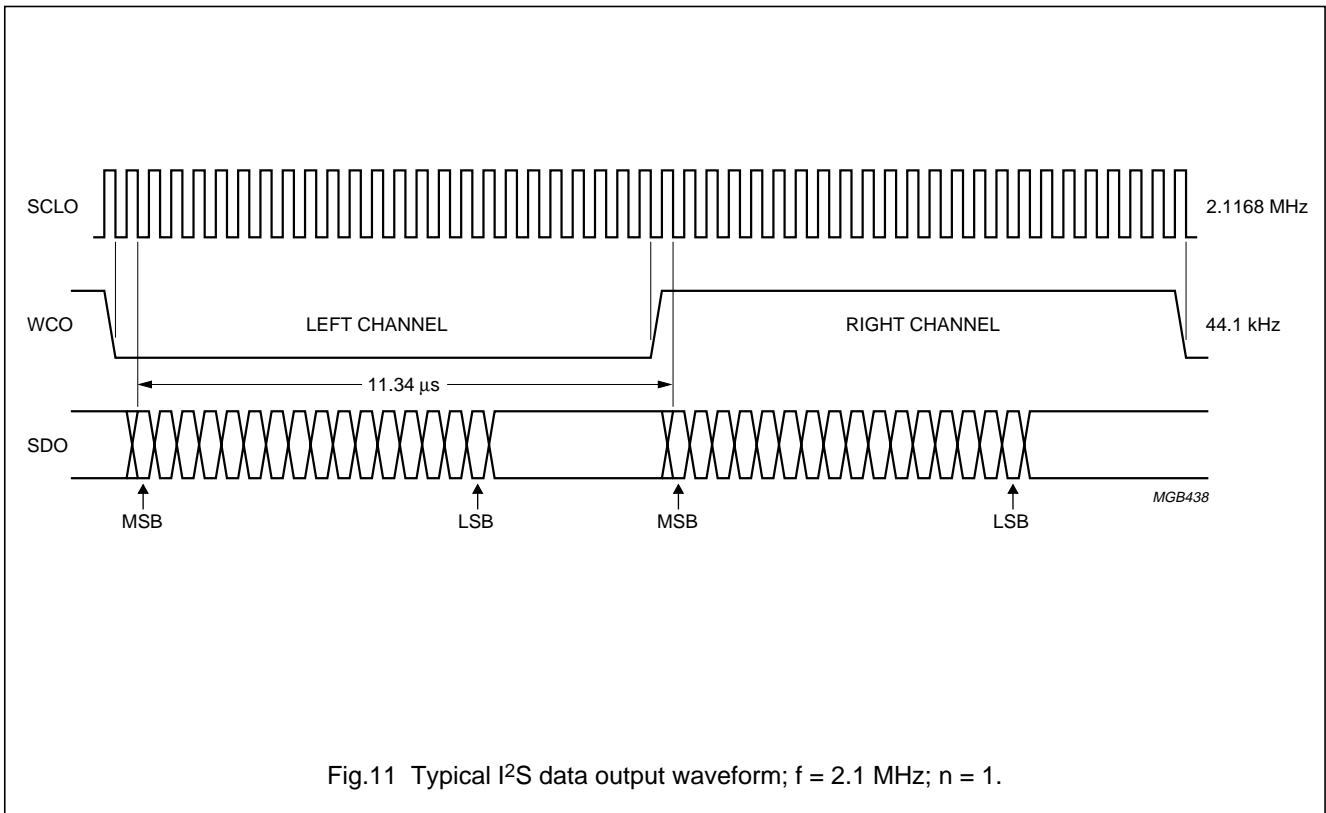 SCLO
2.1168 MHz
WCO
LEFT CHANNEL
RIGHT CHANNEL
44.1 kHz
11.34 μs
SDO
MGB438
MSB
LSB
MSB
LSB
Fig.11 Typical I²S data output waveform; f = 2.1 MHz; n = 1.